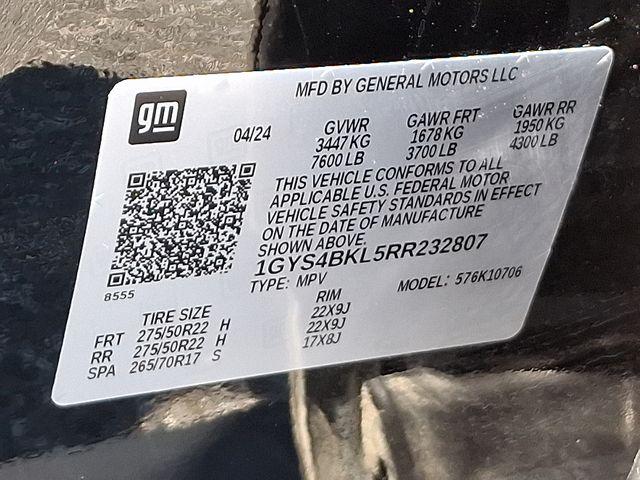 MFD BY GENERAL MOTORS LLC
gm
04/24 GVWR GAWR FRT GAWR RR
3447 KG 1678 KG 1950 KG
7600 LB 3700 LB 4300 LB
THIS VEHICLE CONFORMS TO ALL
APPLICABLE U.S. FEDERAL MOTOR
VEHICLE SAFETY STANDARDS IN EFFECT
ON THE DATE OF MANUFACTURE
SHOWN ABOVE.
1GYS4BKL5RR232807
8555
TYPE: MPV MODEL: 576K10706
TIRE SIZE RIM
FRT 275/50R22 H 22X9J
RR 275/50R22 H 22X9J
SPA 265/70R17 S 17X8J